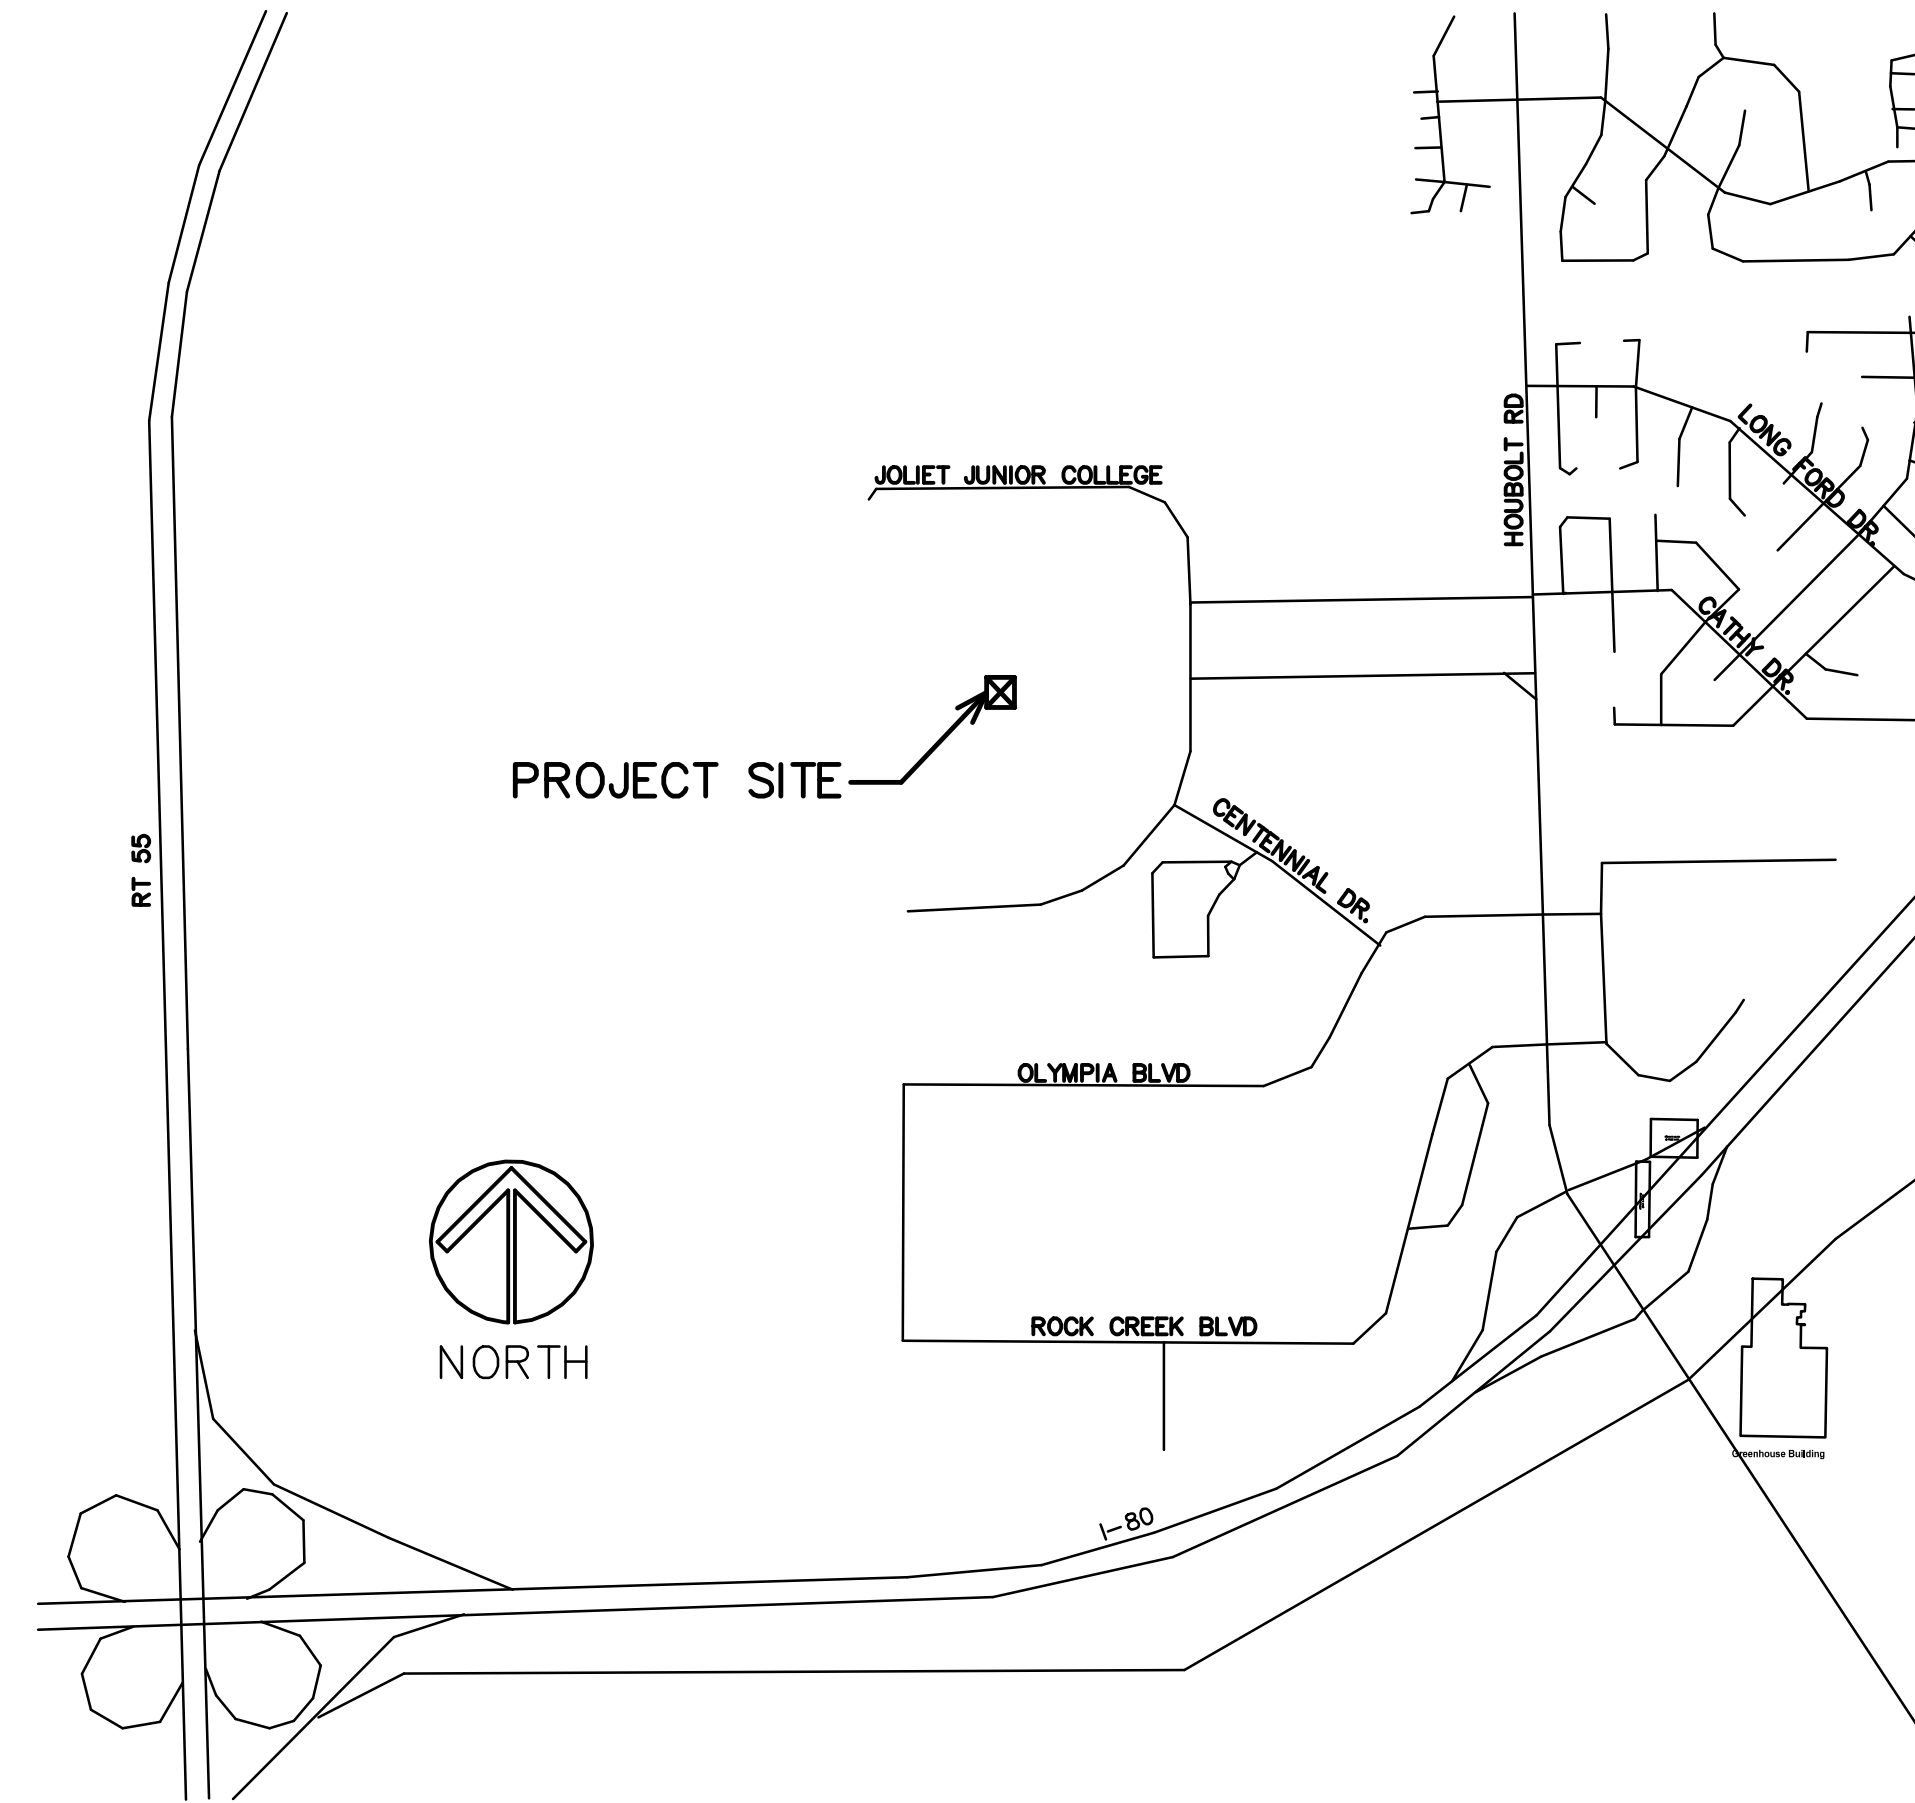 LONG FORD DR.
HOUBOLT RD
JOLIET JUNIOR COLLEGE
CATHY DR.
PROJECT SITE
CENTENNIAL DR.
RT 55
OLYMPIA BLVD
ROCK CREEK BLVD
NORTH
Greenhouse Building
I-80